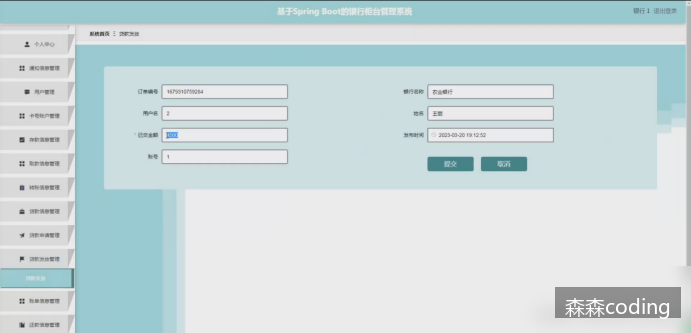 基于Spring Boot的银行柜台管理系统
银行 1 退出登录
个人中心
系统首页 贷款发放
通知信息管理
用户管理
卡号账户管理
存款信息管理
取款信息管理
转账信息管理
贷款信息管理
贷款申请管理
贷款发放管理
贷款发放
账单信息管理
还款信息管理
订单编号 1679310759264
银行名称 农业银行
用户名 2
姓名
发放金额
发布时间 2023-03-20 19:12:52
账号 1
提交 取消
森森coding